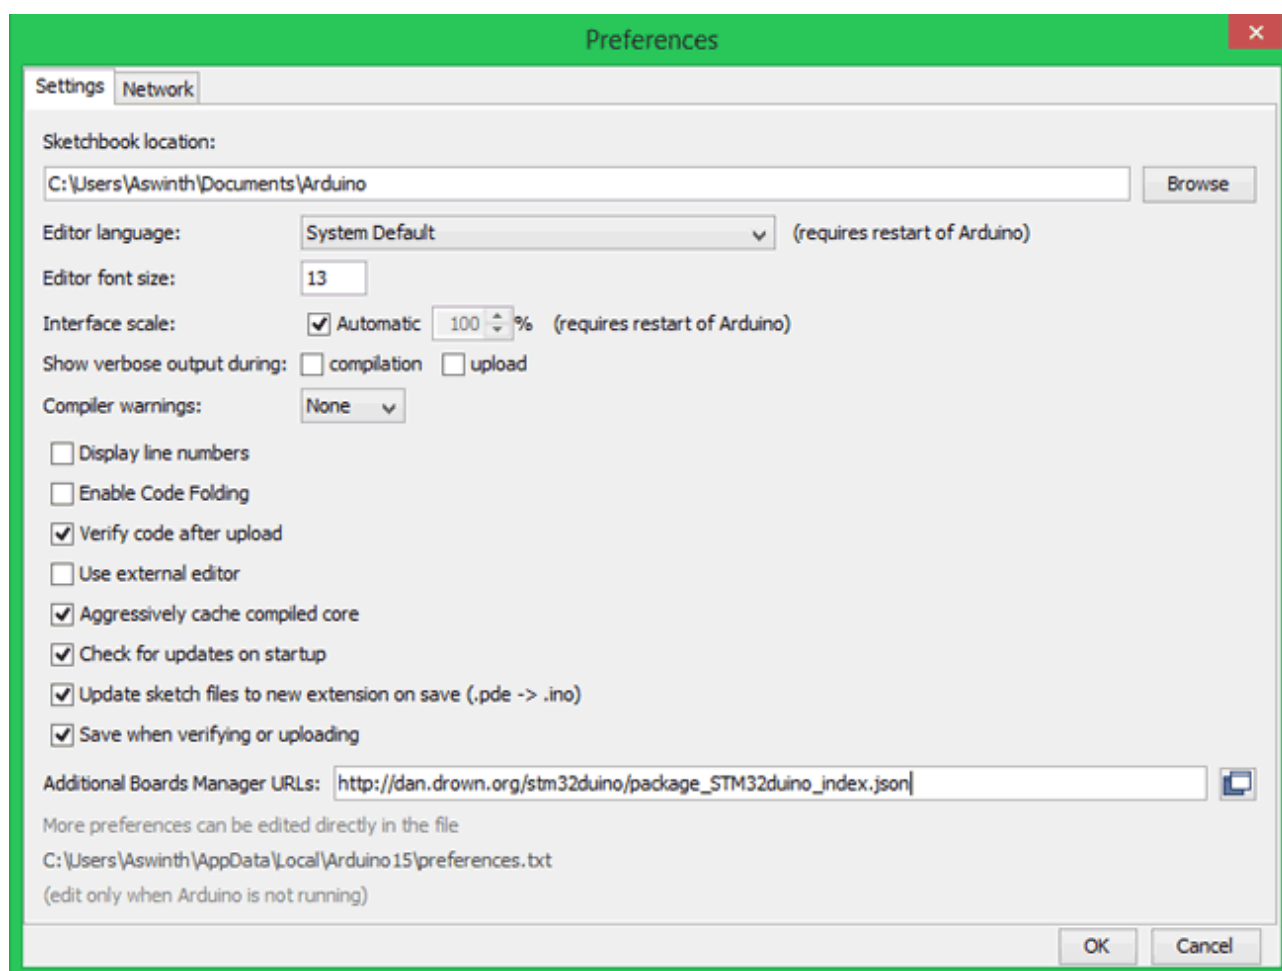 Preferences
Settings Network
Sketchbook location:
C:\Users\Aswinth\Documents\Arduino Browse
Editor language: System Default (requires restart of Arduino)
Editor font size: 13
Interface scale: Automatic 100 % (requires restart of Arduino)
Show verbose output during: compilation upload
Compiler warnings: None
Display line numbers
Enable Code Folding
Verify code after upload
Use external editor
Aggressively cache compiled core
Check for updates on startup
Update sketch files to new extension on save (.pde -> .ino)
Save when verifying or uploading
Additional Boards Manager URLs: http://dan.drown.org/stm32duino/package_STM32duino_index.json
More preferences can be edited directly in the file
C:\Users\Aswinth\AppData\Local\Arduino15\preferences.txt
(edit only when Arduino is not running)
OK Cancel